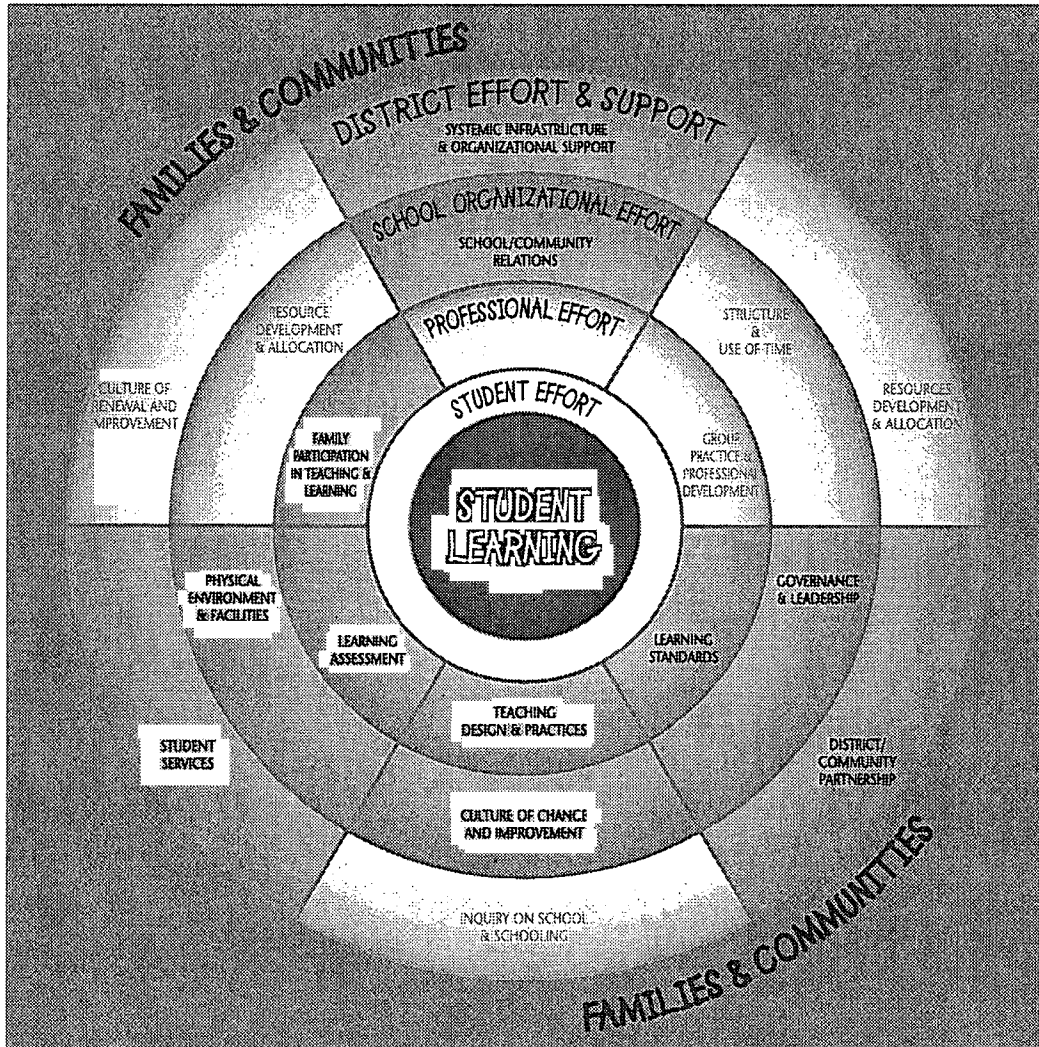 FAMILIES & COMMUNITIES
DISTRICT EFFORT & SUPPORT
SYSTEMIC INFRASTRUCTURE
& ORGANIZATIONAL SUPPORT
SCHOOL ORGANIZATIONAL EFFORT
SCHOOL/COMMUNITY
RELATIONS
PROFESSIONAL EFFORT
RESOURCE
DEVELOPMENT
& ALLOCATION
STRUCTURE
&
USE OF TIME
CULTURE OF
RENEWAL AND
IMPROVEMENT
STUDENT EFFORT
RESOURCES
DEVELOPMENT
& ALLOCATION
FAMILY
PARTICIPATION
IN TEACHING &
LEARNING
GROUP
PRACTICE &
PROFESSIONAL
DEVELOPMENT
STUDENT
LEARNING
PHYSICAL
ENVIRONMENT
& FACILITIES
GOVERNANCE
& LEADERSHIP
LEARNING
ASSESSMENT
LEARNING
STANDARDS
TEACHING
DESIGN & PRACTICES
STUDENT
SERVICES
DISTRICT/
COMMUNITY
PARTNERSHIP
CULTURE OF CHANCE
AND IMPROVEMENT
INQUIRY ON SCHOOL
& SCHOOLING
FAMILIES & COMMUNITIES